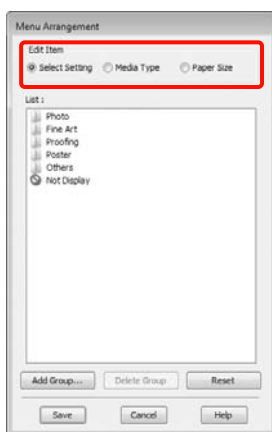 Menu Arrangement
Edit Item
Select Setting Media Type Paper Size
List :
Photo
Fine Art
Proofing
Poster
Others
Not Display
Add Group... Delete Group Reset
Save Cancel Help